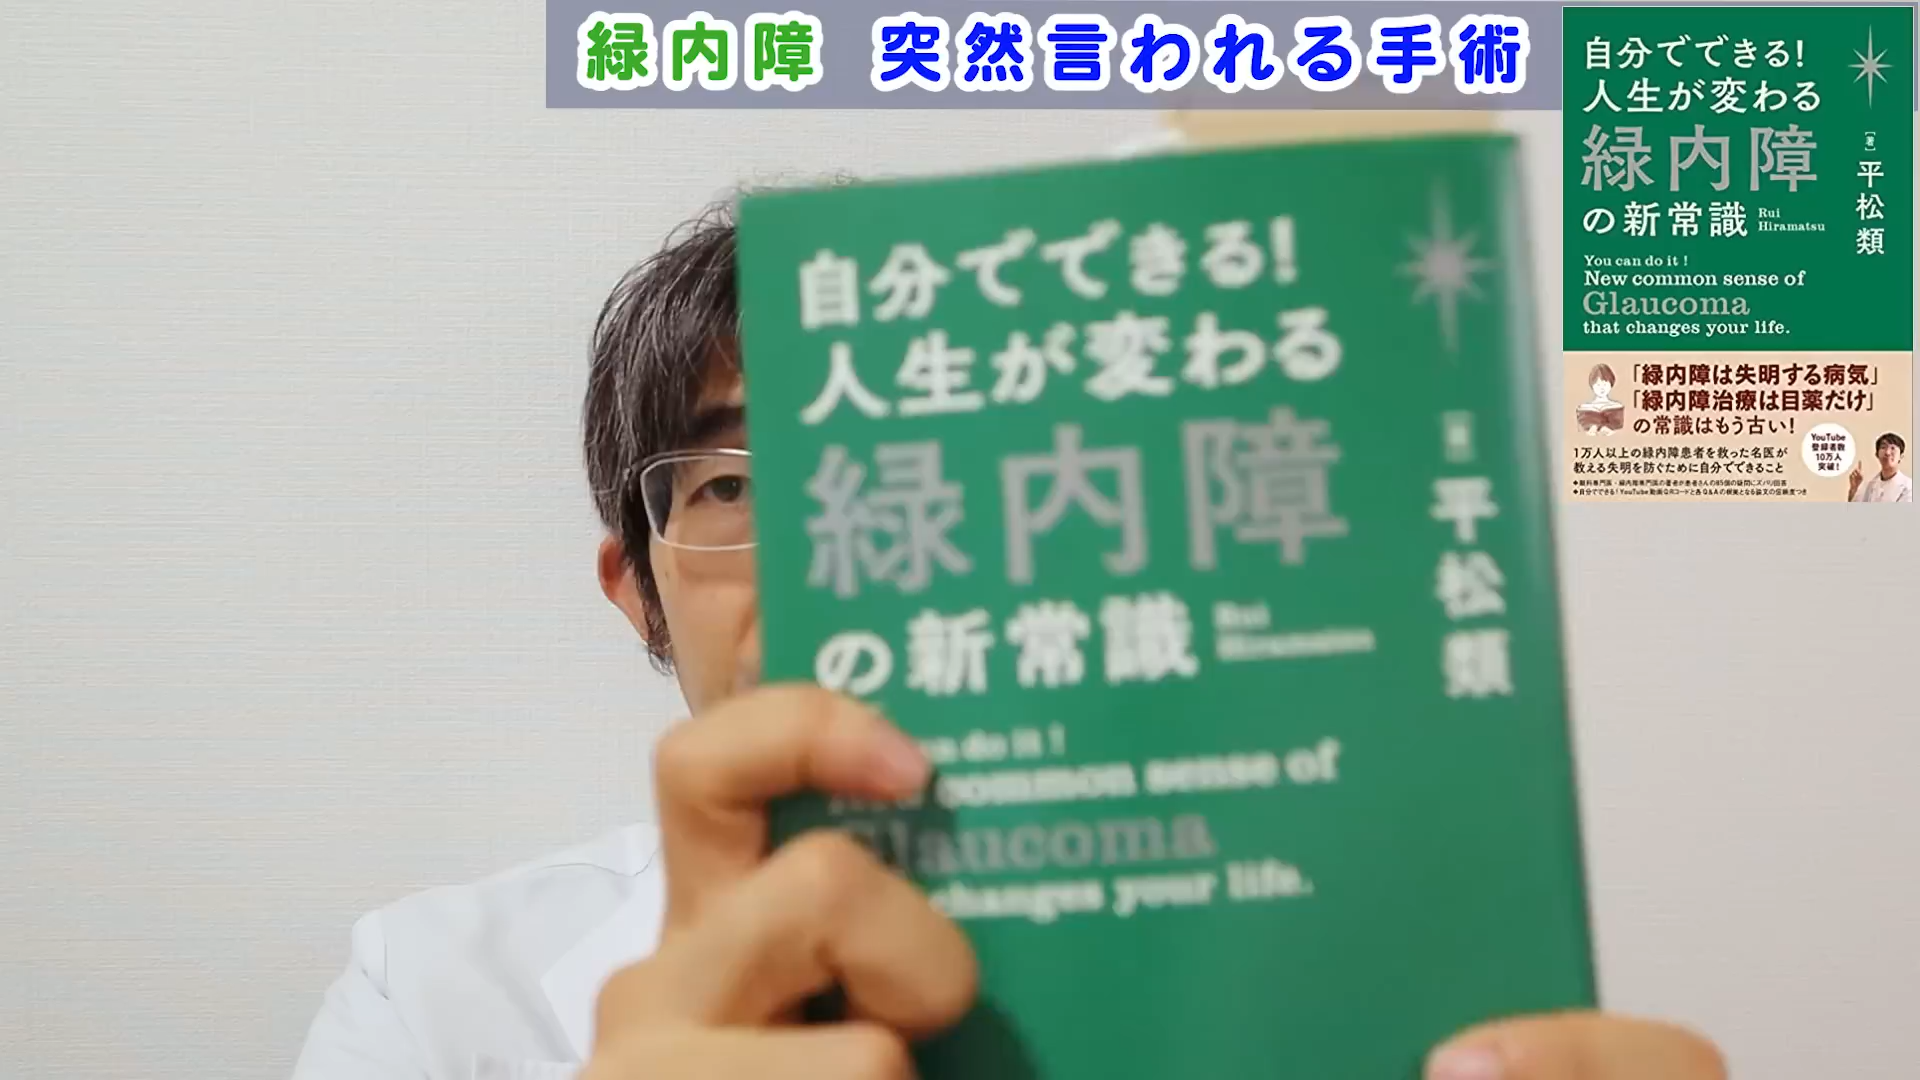 緑内障 突然言われる手術
自分でできる!
人生が変わる
緑内障
の新常識
Rui
Hiramatsu
[著]平松類
You can do it !
New common sense of
Glaucoma
that changes your life.
「緑内障は失明する病気」
「緑内障治療は目薬だけ」
の常識はもう古い!
1万人以上の緑内障患者を救った名医が
教える失明を防ぐために自分でできること
YouTube
登録者数
10万人
突破!
自分でできる!
人生が変わる
緑内障
の新常識
Rui
Hiramatsu
平松類
an do it !
common sense of
Glaucoma
changes your life.